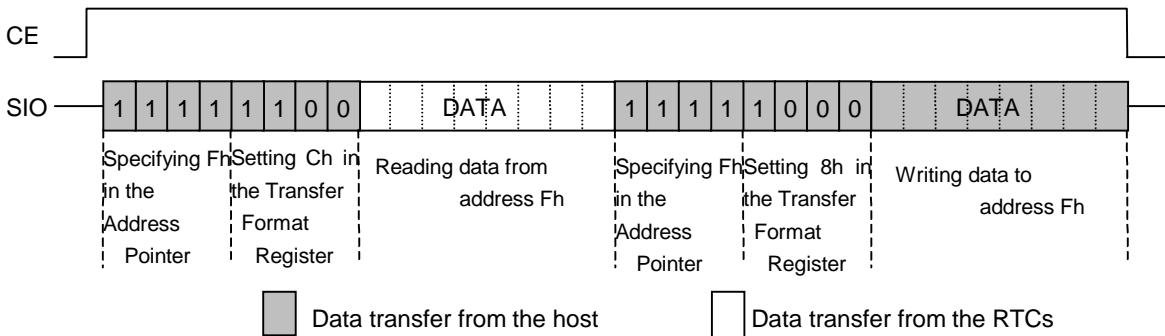 CE
SIO 1 1 1 1 1 1 0 0 DATA 1 1 1 1 1 0 0 0 DATA
Specifying Fh in the Address Pointer
Setting Ch in the Transfer Format Register
Reading data from address Fh
Specifying Fh in the Address Pointer
Setting 8h in the Transfer Format Register
Writing data to address Fh
Data transfer from the host
Data transfer from the RTCs